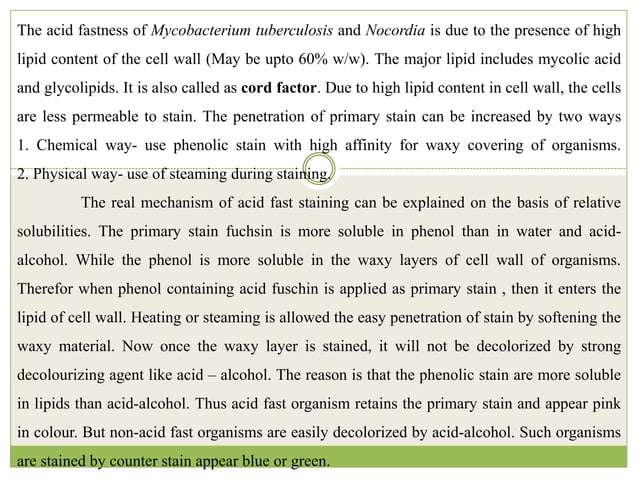 The acid fastness of Mycobacterium tuberculosis and Nocordia is due to the presence of high
lipid content of the cell wall (May be upto 60% w/w). The major lipid includes mycolic acid
and glycolipids. It is also called as cord factor. Due to high lipid content in cell wall, the cells
are less permeable to stain. The penetration of primary stain can be increased by two ways
1. Chemical way- use phenolic stain with high affinity for waxy covering of organisms.
2. Physical way- use of steaming during staining.
The real mechanism of acid fast staining can be explained on the basis of relative
solubilities. The primary stain fuchsin is more soluble in phenol than in water and acid-
alcohol. While the phenol is more soluble in the waxy layers of cell wall of organisms.
Therefor when phenol containing acid fuschin is applied as primary stain , then it enters the
lipid of cell wall. Heating or steaming is allowed the easy penetration of stain by softening the
waxy material. Now once the waxy layer is stained, it will not be decolorized by strong
decolourizing agent like acid – alcohol. The reason is that the phenolic stain are more soluble
in lipids than acid-alcohol. Thus acid fast organism retains the primary stain and appear pink
in colour. But non-acid fast organisms are easily decolorized by acid-alcohol. Such organisms
are stained by counter stain appear blue or green.